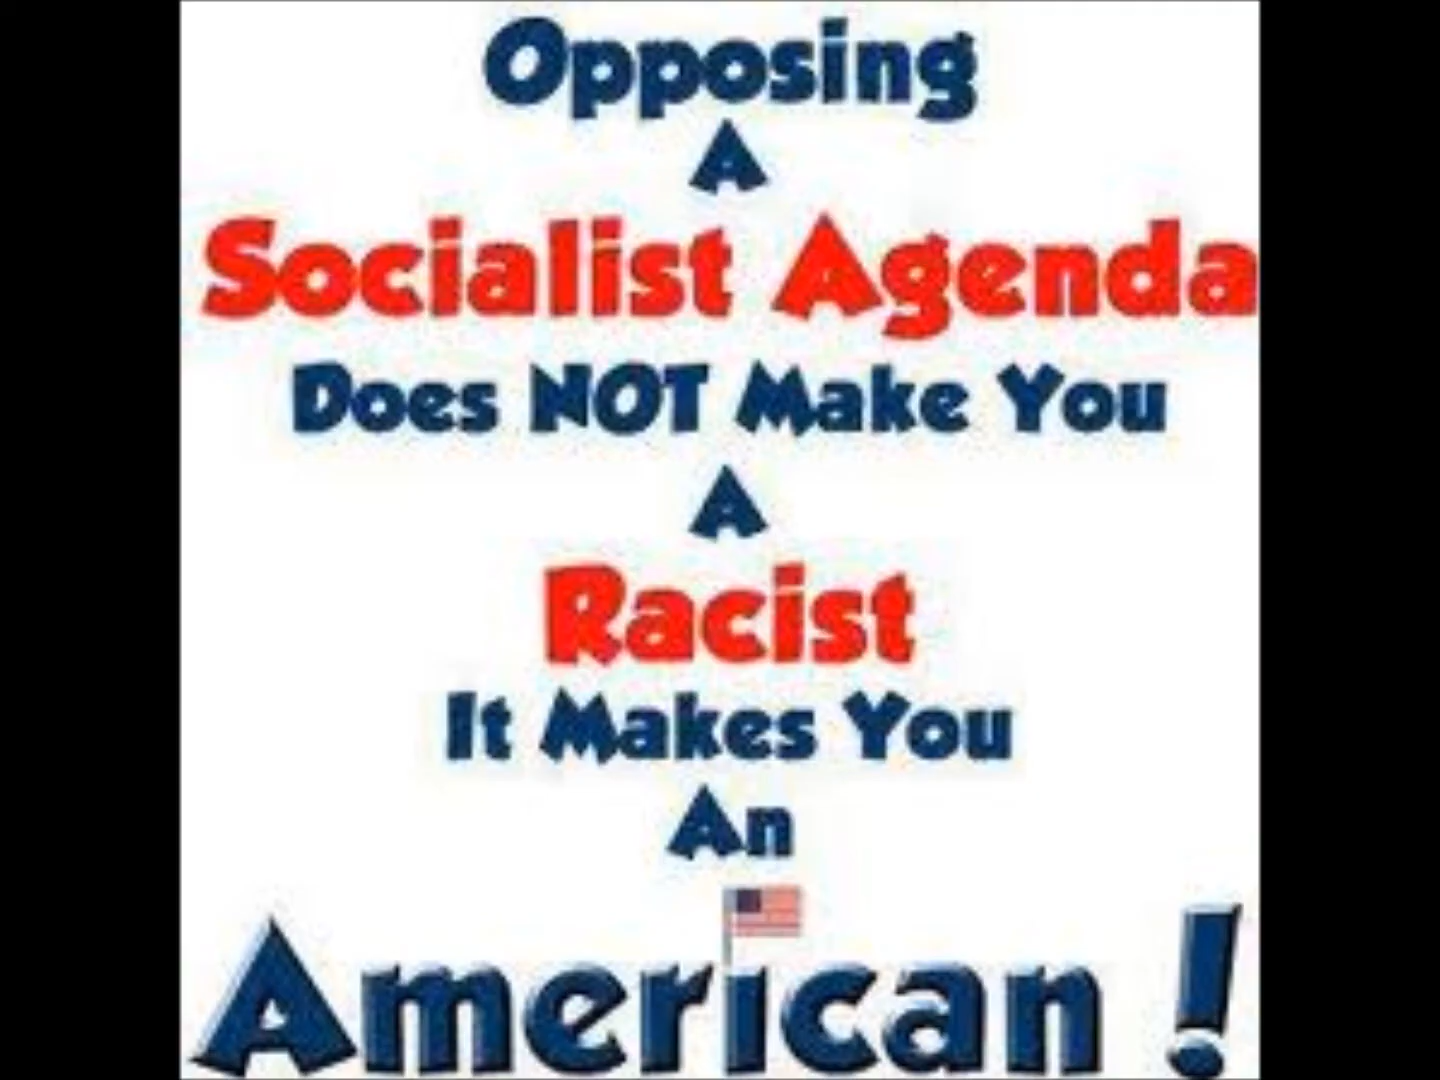 Opposing
A
Socialist Agenda
Does NOT Make You
A
Racist
It Makes You
An
American !